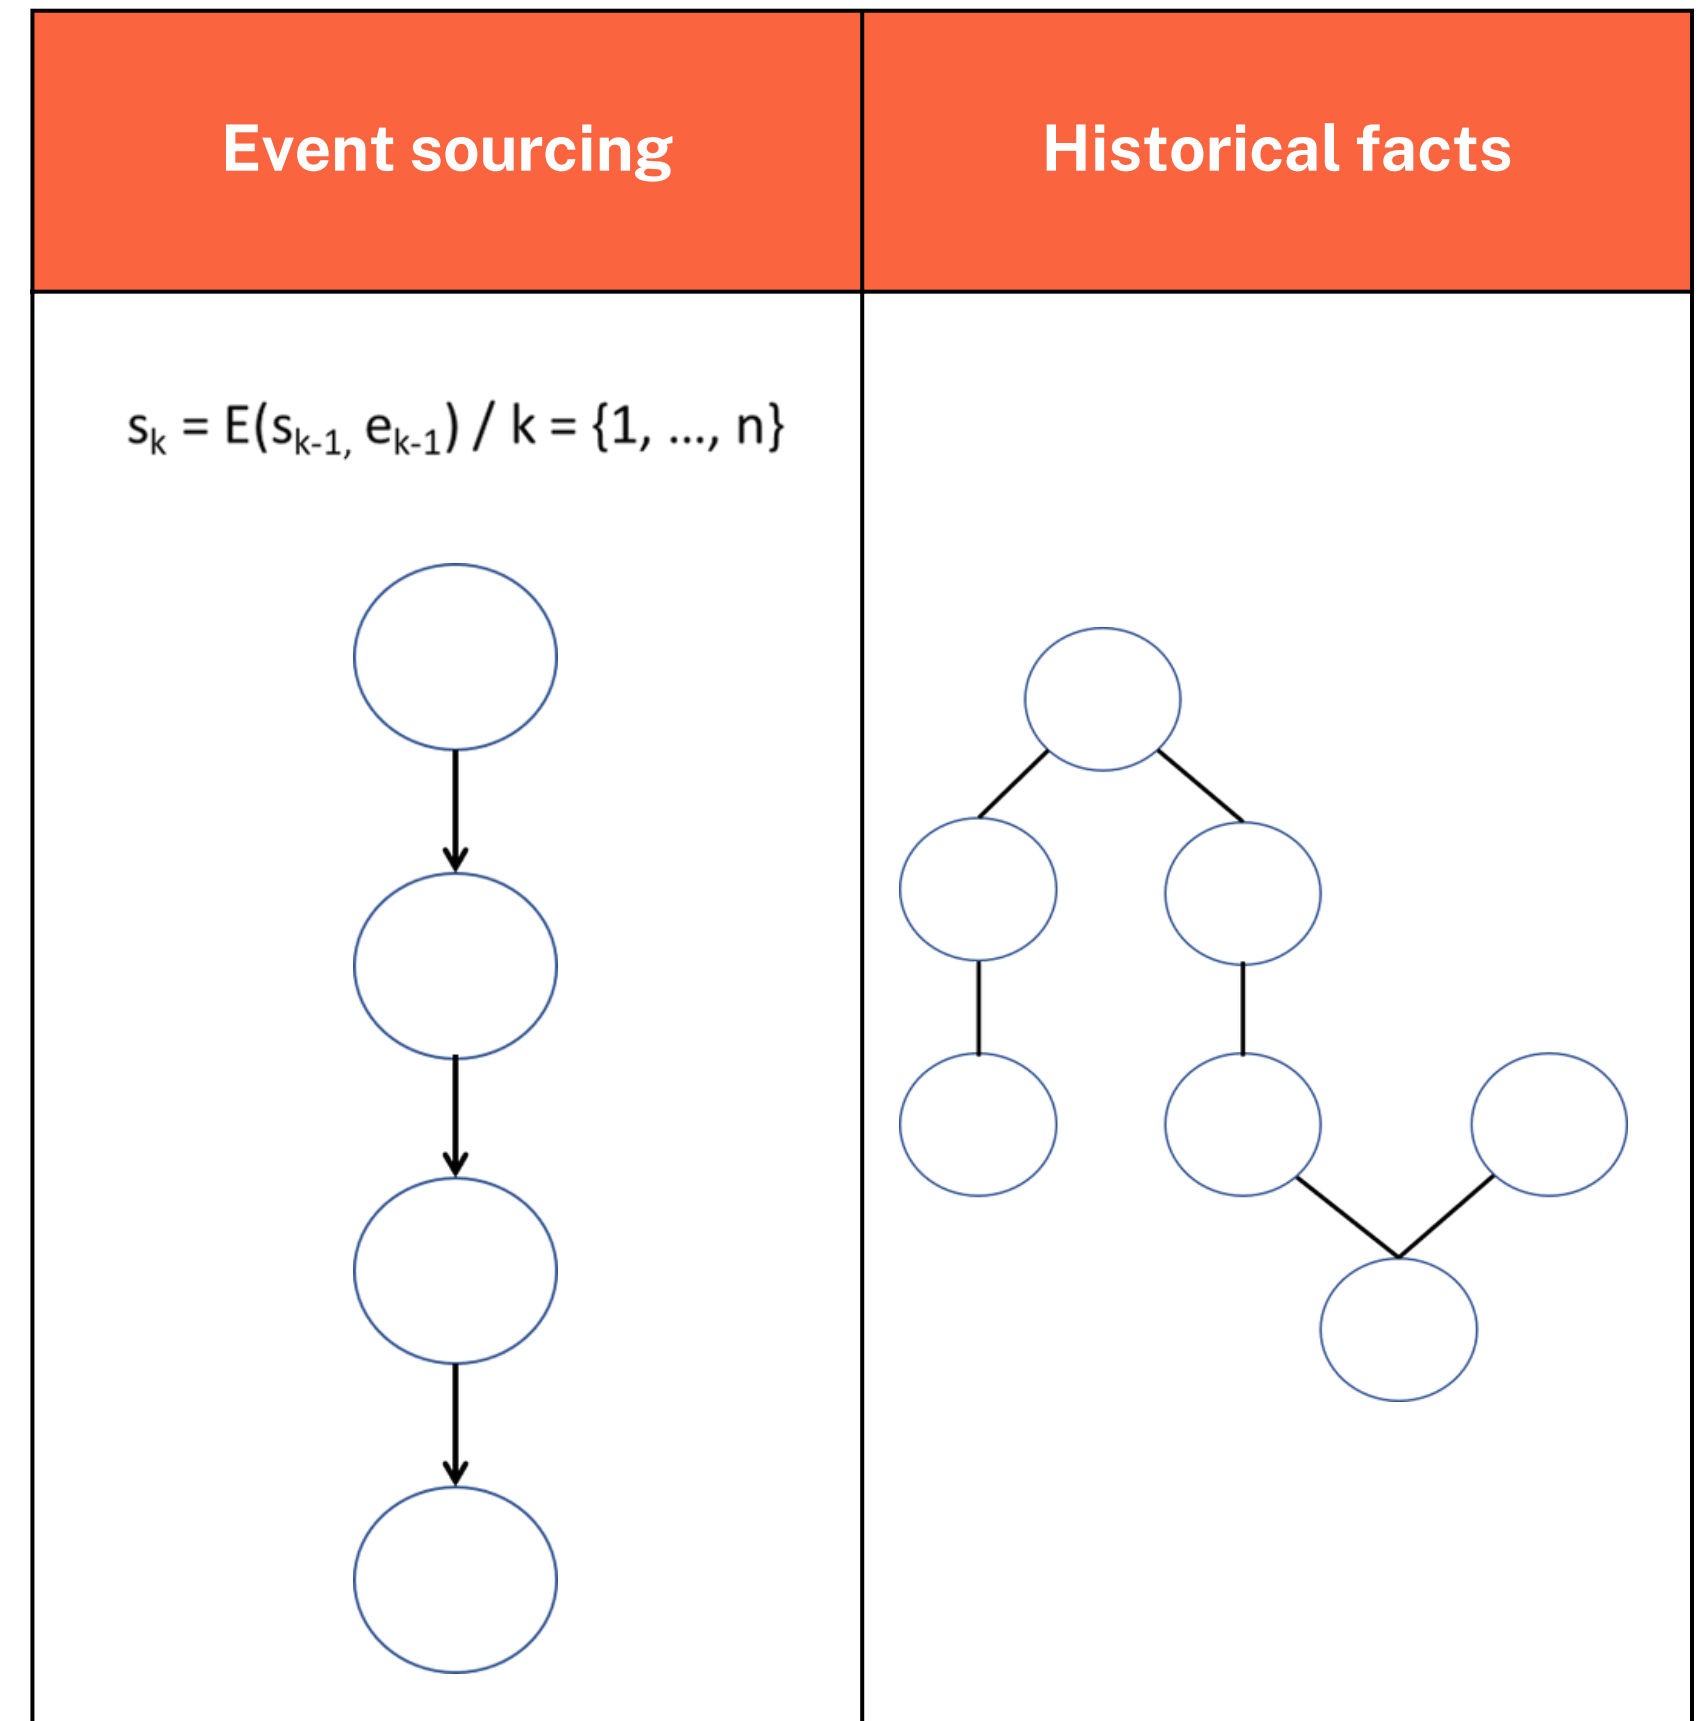 Event sourcing
Historical facts
sₖ = E(sₖ₋₁, eₖ₋₁) / k = {1, ..., n}